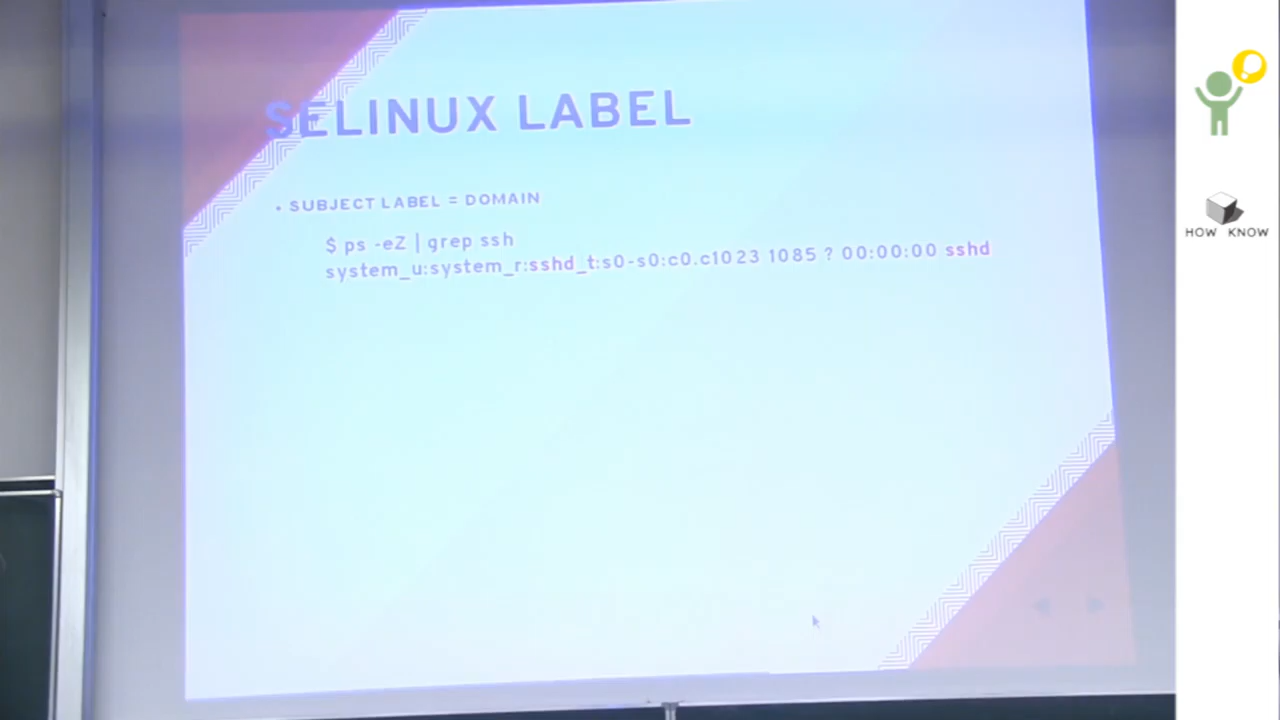 SELINUX LABEL
• SUBJECT LABEL = DOMAIN
$ ps -eZ | grep ssh
system_u:system_r:sshd_t:s0-s0:c0.c1023 1085 ? 00:00:00 sshd
HOW KNOW